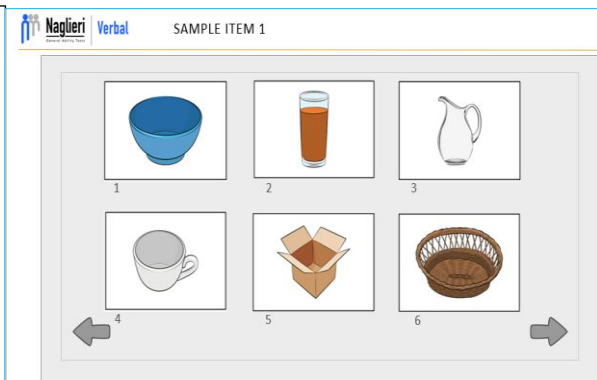 Naglieri Verbal SAMPLE ITEM 1
General Ability Tests
1 2 3
4 5 6